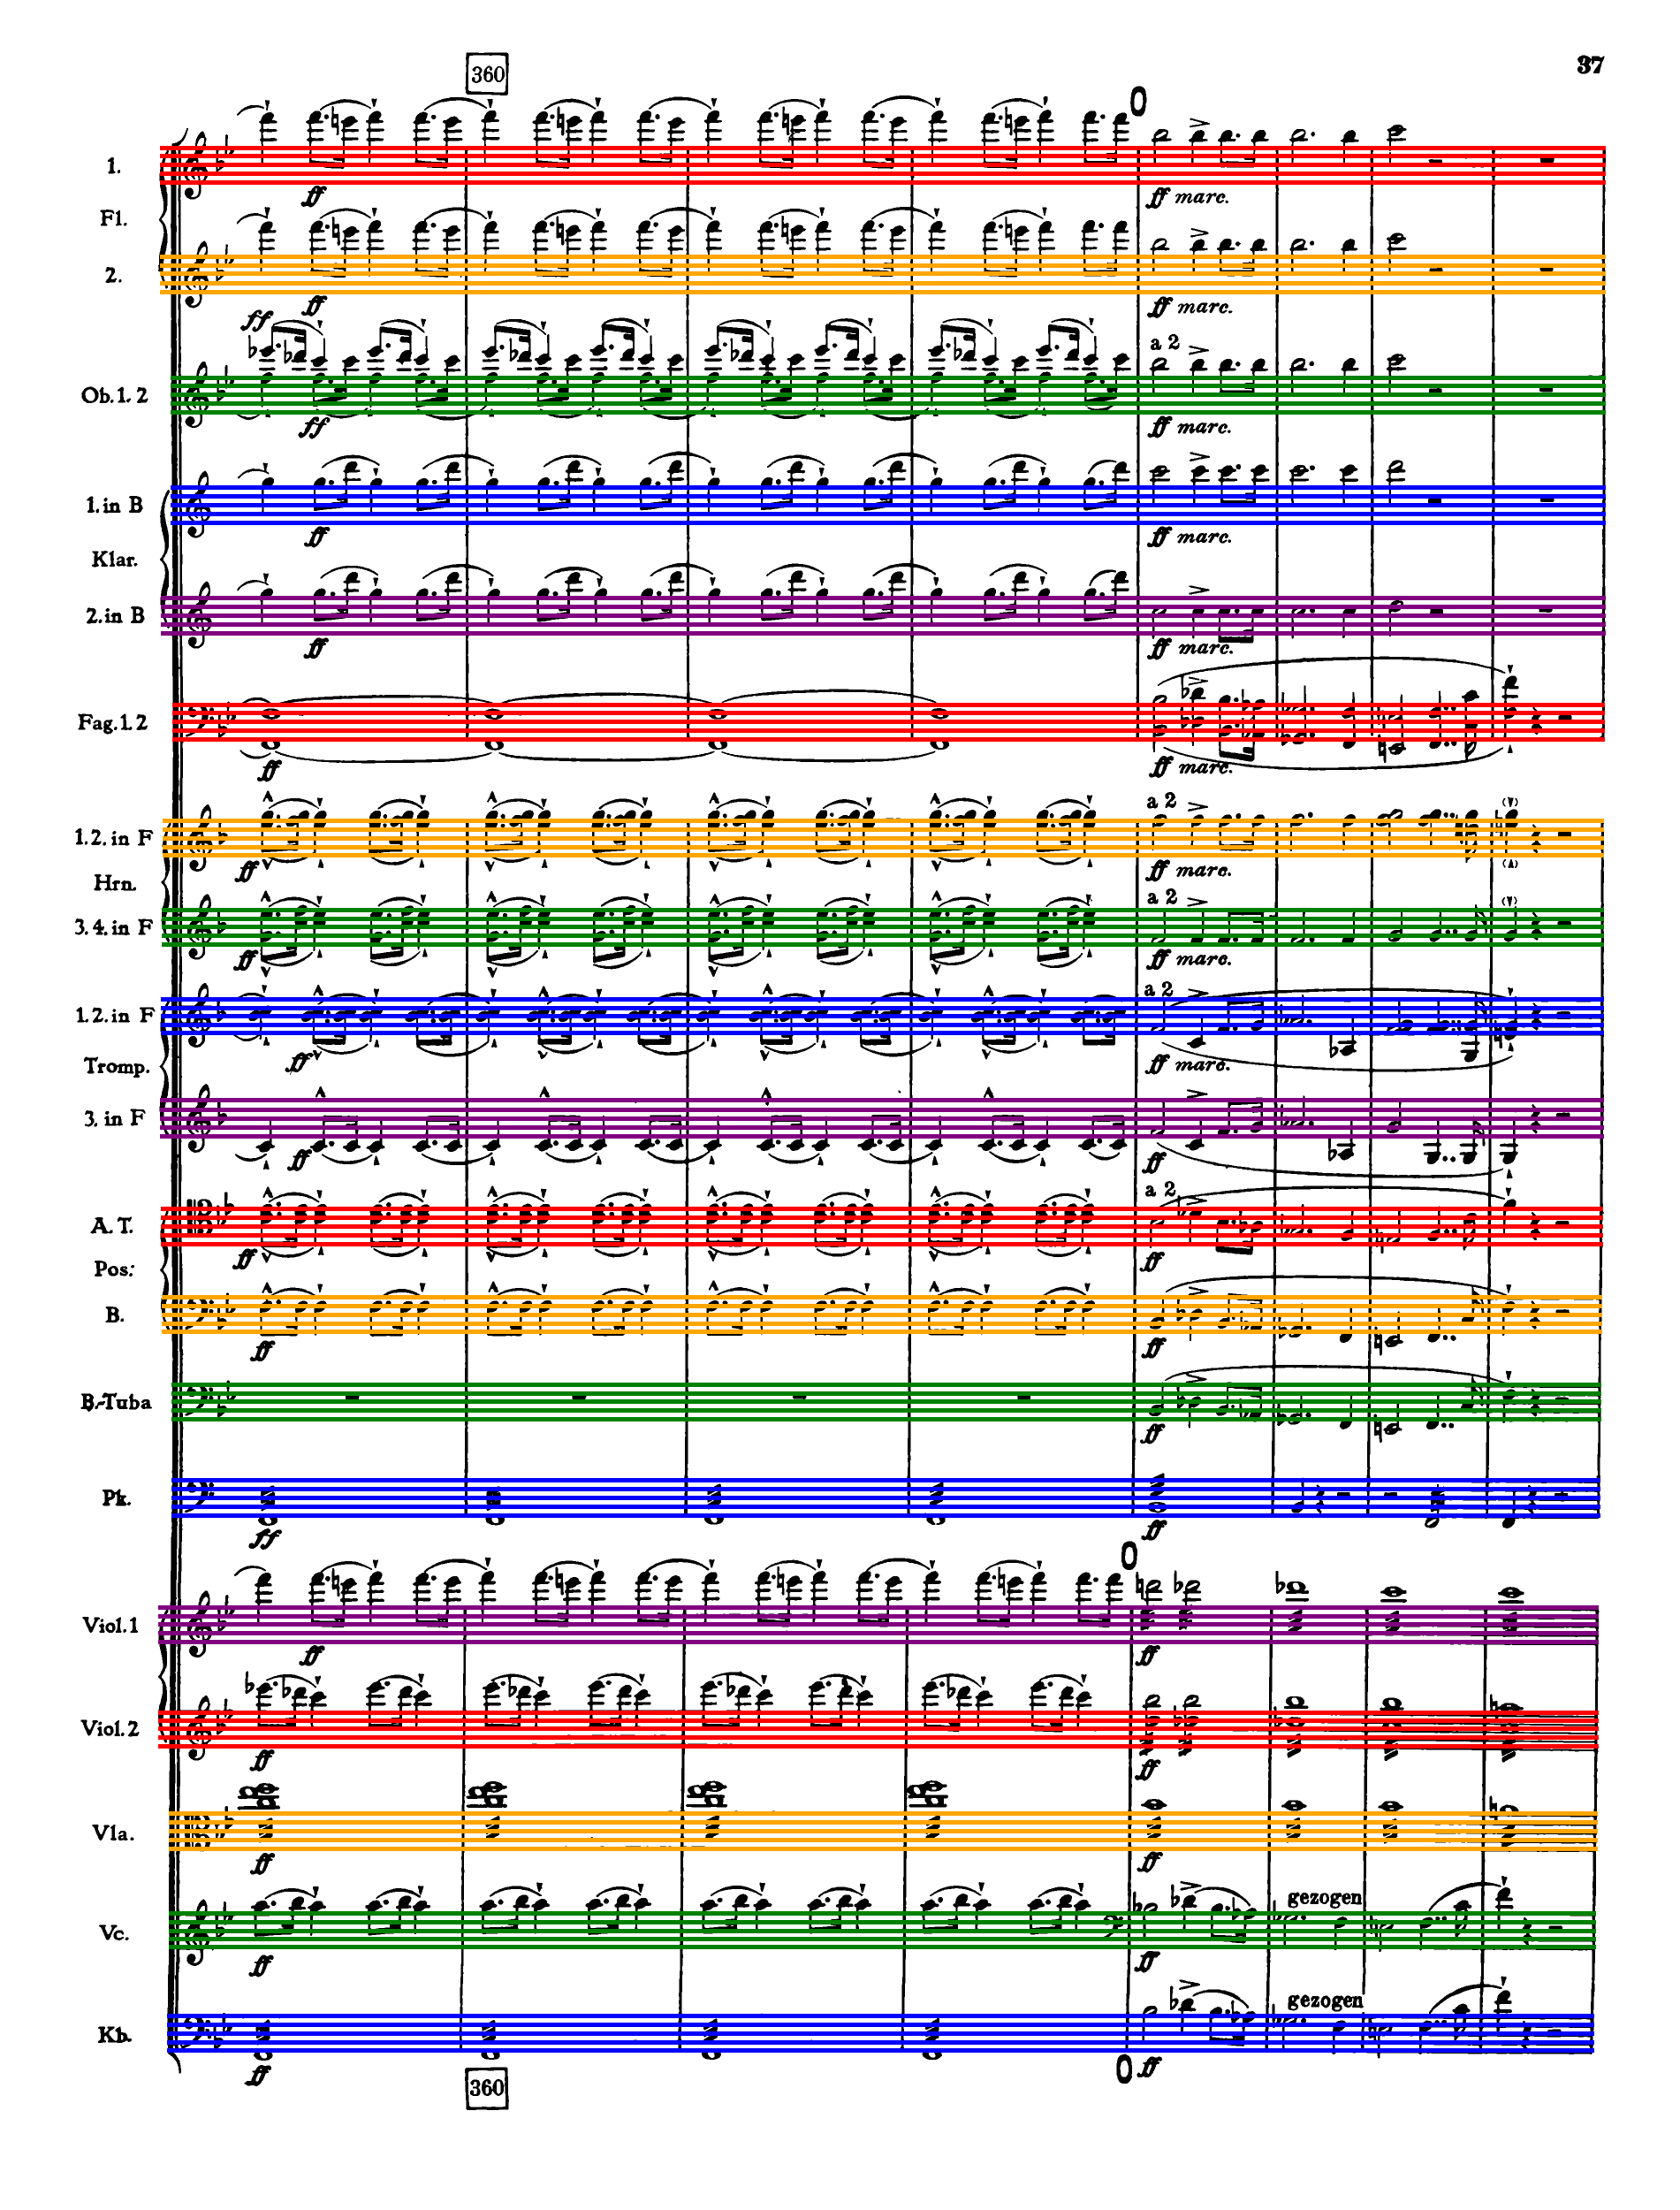 37
360
O
1.
Fl.
ff
ff marc.
2.
ff
ff
ff marc.
a 2
Ob.1. 2
ff
ff marc.
1. in B
ff
ff marc.
Klar.
2. in B
ff
ff marc.
Fag.1. 2
ff
ff marc.
a 2
1.2. in F
ff
ff marc.
Hrn.
a 2
3.4. in F
ff
ff marc.
a 2
1.2. in F
ff
ff marc.
Tromp.
3. in F
ff
ff
a 2
A. T.
ff
ff
Pos:
B.
ff
ff
B.-Tuba
ff
Pk.
ff
ff
O
Viol.1
ff
ff
Viol.2
ff
ff
Vla.
ff
ff
gezogen
Vc.
ff
ff
gezogen
Kb.
ff
O ff
360